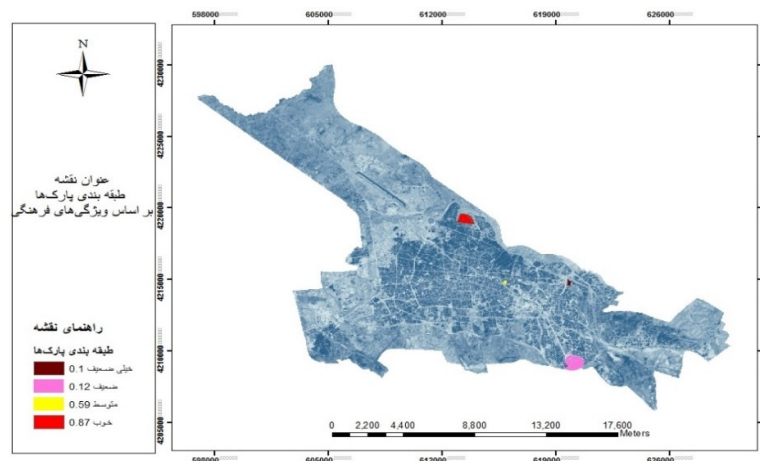 598000 605000 612000 619000 626000
N
عنوان نقشه
طبقه بندی پارک‌ها
بر اساس ویژگی‌های فرهنگی
راهنمای نقشه
طبقه بندی پارک‌ها
خیلی ضعیف 0.1
ضعیف 0.12
متوسط 0.59
خوب 0.87
4230000
4225000
4220000
4215000
4210000
4205000
0 2,200 4,400 8,800 13,200 17,600
Meters
598000 605000 612000 619000 626000